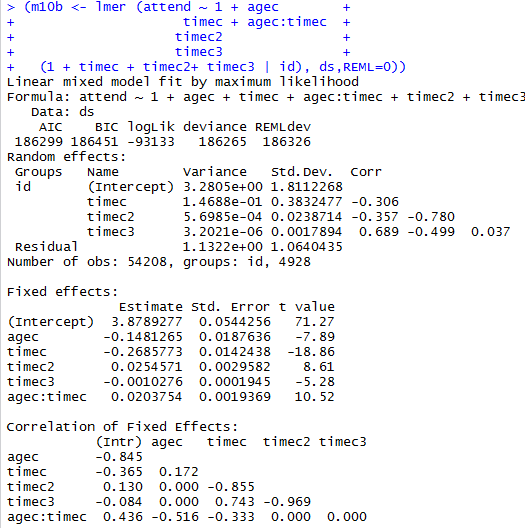 > (m10b <- lmer (attend ~ 1 + agec +
+ timec + agec:timec +
+ timec2 +
+ timec3 +
+ (1 + timec + timec2+ timec3 | id), ds,REML=0))
Linear mixed model fit by maximum likelihood
Formula: attend ~ 1 + agec + timec + agec:timec + timec2 + timec3
Data: ds
AIC BIC logLik deviance REMLdev
186299 186451 -93133 186265 186326
Random effects:
Groups Name Variance Std.Dev. Corr
id (Intercept) 3.2805e+00 1.8112268
timec 1.4688e-01 0.3832477 -0.306
timec2 5.6985e-04 0.0238714 -0.357 -0.780
timec3 3.2021e-06 0.0017894 0.689 -0.499 0.037
Residual 1.1322e+00 1.0640435
Number of obs: 54208, groups: id, 4928
Fixed effects:
Estimate Std. Error t value
(Intercept) 3.8789277 0.0544256 71.27
agec -0.1481265 0.0187636 -7.89
timec -0.2685773 0.0142438 -18.86
timec2 0.0254571 0.0029582 8.61
timec3 -0.0010276 0.0001945 -5.28
agec:timec 0.0203754 0.0019369 10.52
Correlation of Fixed Effects:
(Intr) agec timec timec2 timec3
agec -0.845
timec -0.365 0.172
timec2 0.130 0.000 -0.855
timec3 -0.084 0.000 0.743 -0.969
agec:timec 0.436 -0.516 -0.333 0.000 0.000